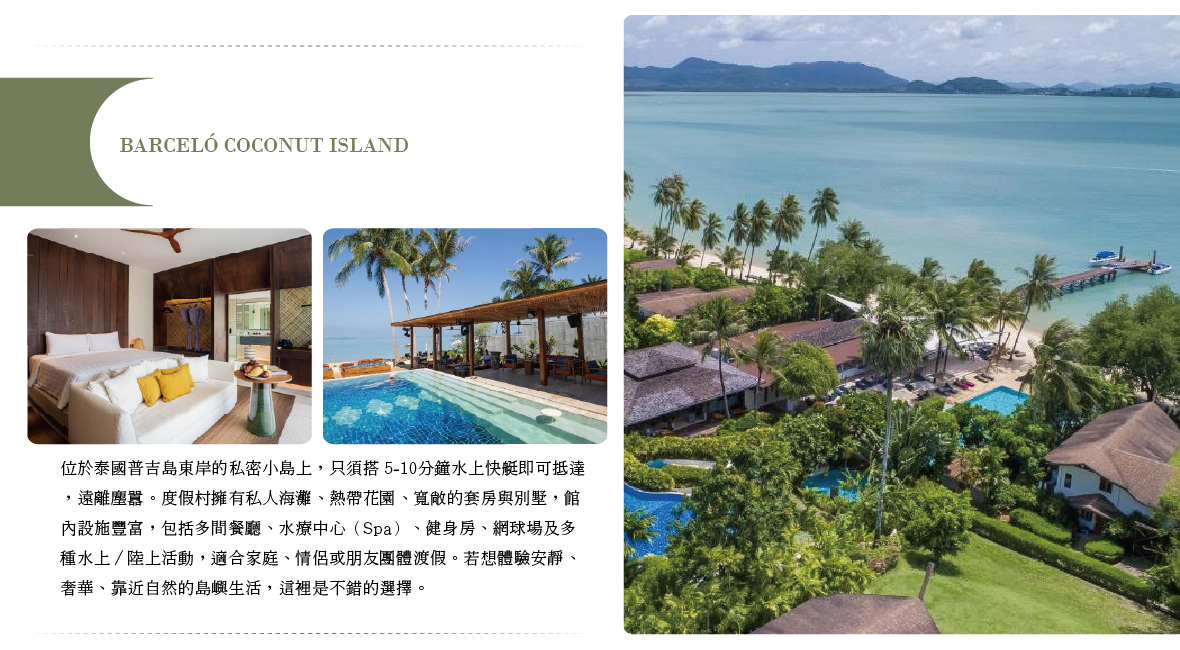 BARCELÓ COCONUT ISLAND
位於泰國普吉島東岸的私密小島上，只須搭 5-10分鐘水上快艇即可抵達
，遠離塵囂。度假村擁有私人海灘、熱帶花園、寬敞的套房與別墅，館
內設施豐富，包括多間餐廳、水療中心（Spa）、健身房、網球場及多
種水上 / 陸上活動，適合家庭、情侶或朋友團體渡假。若想體驗安靜、
奢華、靠近自然的島嶼生活，這裡是不錯的選擇。